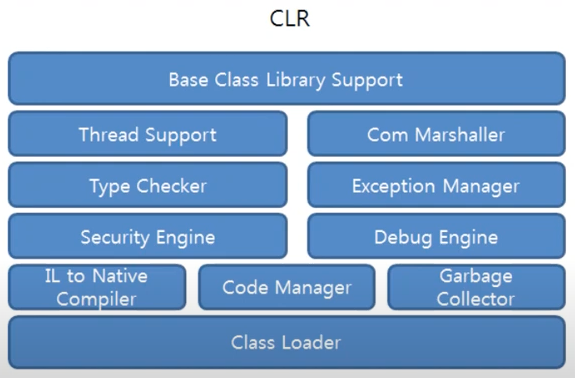 CLR
Base Class Library Support
Thread Support
Com Marshaller
Type Checker
Exception Manager
Security Engine
Debug Engine
IL to Native
Compiler
Code Manager
Garbage
Collector
Class Loader